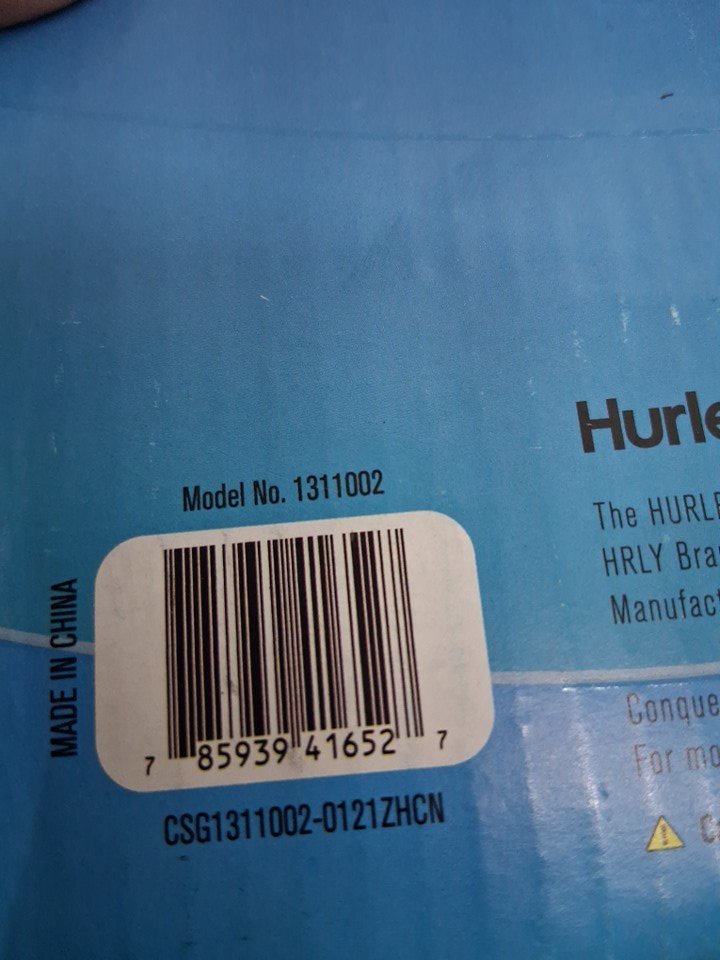 Hurle
Model No. 1311002
The HURLE
HRLY Bra
Manufact
MADE IN CHINA
7 85939 41652 7
CSG1311002-0121ZHCN
Conque
For mo